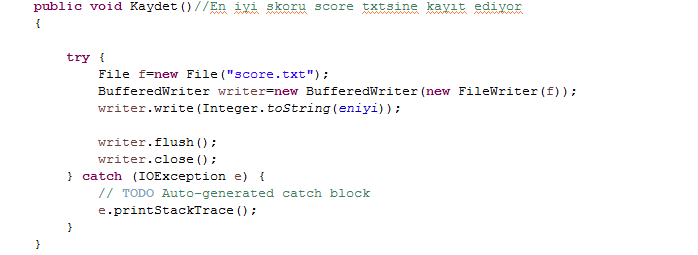 public void Kaydet()//En iyi skoru score txtsine kayıt ediyor
{
try {
File f=new File("score.txt");
BufferedWriter writer=new BufferedWriter(new FileWriter(f));
writer.write(Integer.toString(eniyi));
writer.flush();
writer.close();
} catch (IOException e) {
// TODO Auto-generated catch block
e.printStackTrace();
}
}